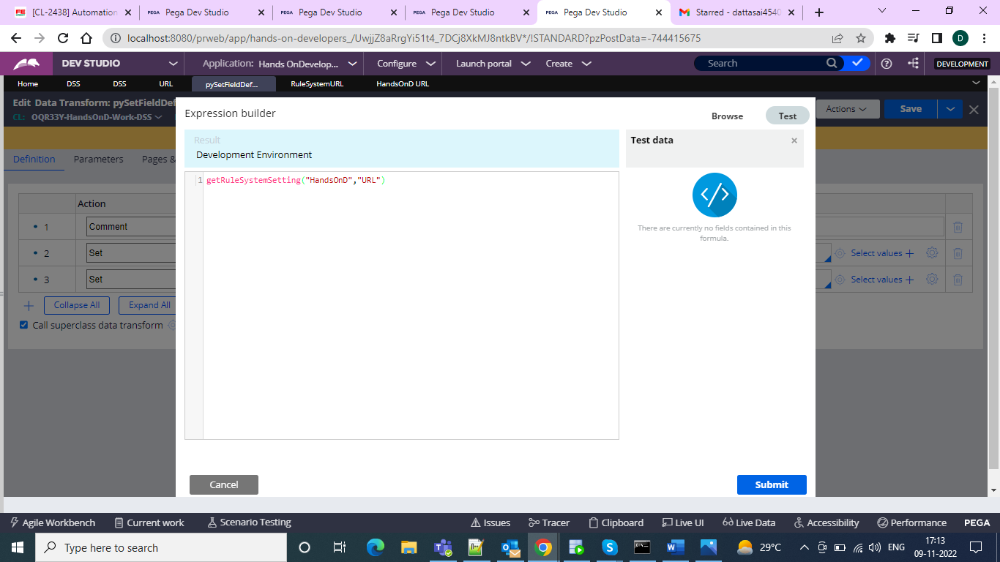 [CL-2438] Automation
PEGA Pega Dev Studio
PEGA Pega Dev Studio
PEGA Pega Dev Studio
PEGA Pega Dev Studio
Starred - dattasai4540
localhost:8080/prweb/app/hands-on-developers_/UwjjZ8aRrgYi51t4_7DCj8XkMJ8ntkBV*/!STANDARD?pzPostData=-744415675
D
DEV STUDIO
Application: Hands OnDevelop...
Configure
Launch portal
Create
Search
DEVELOPMENT
Home
DSS
DSS
URL
pySetFieldDef...
RuleSystemURL
HandsOnD URL
Edit Data Transform: pySetFieldDef
CL: OQR33Y-HandsOnD-Work-DSS
Actions
Save
Definition
Parameters
Pages &
Expression builder
Browse
Test
Result
Development Environment
Test data
1 getRuleSystemSetting("HandsOnD","URL")
There are currently no fields contained in this
formula.
Action
1 Comment
2 Set
Select values
3 Set
Select values
Collapse All
Expand All
Call superclass data transform
Cancel
Submit
Agile Workbench
Current work
Scenario Testing
Issues
Tracer
Clipboard
Live UI
Live Data
Accessibility
Performance
PEGA
Type here to search
29°C
ENG
17:13
09-11-2022